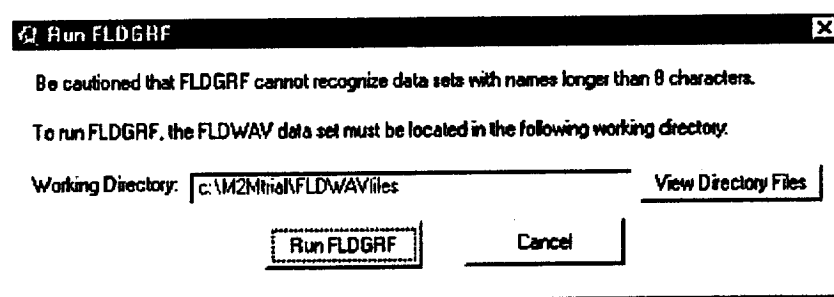 Run FLDGRF
Be cautioned that FLDGRF cannot recognize data sets with names longer than 8 characters.
To run FLDGRF, the FLDWAV data set must be located in the following working directory:
Working Directory: c:\M2Mtrial\FLDWAVfiles View Directory Files
Run FLDGRF Cancel